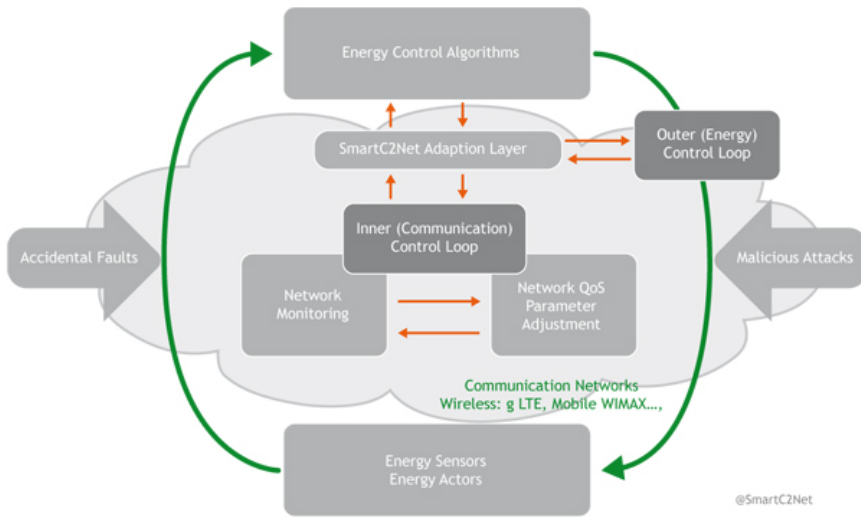 Energy Control Algorithms
SmartC2Net Adaption Layer
Outer (Energy)
Control Loop
Inner (Communication)
Control Loop
Accidental Faults
Malicious Attacks
Network
Monitoring
Network QoS
Parameter
Adjustment
Communication Networks
Wireless: g LTE, Mobile WIMAX…,
Energy Sensors
Energy Actors
@SmartC2Net